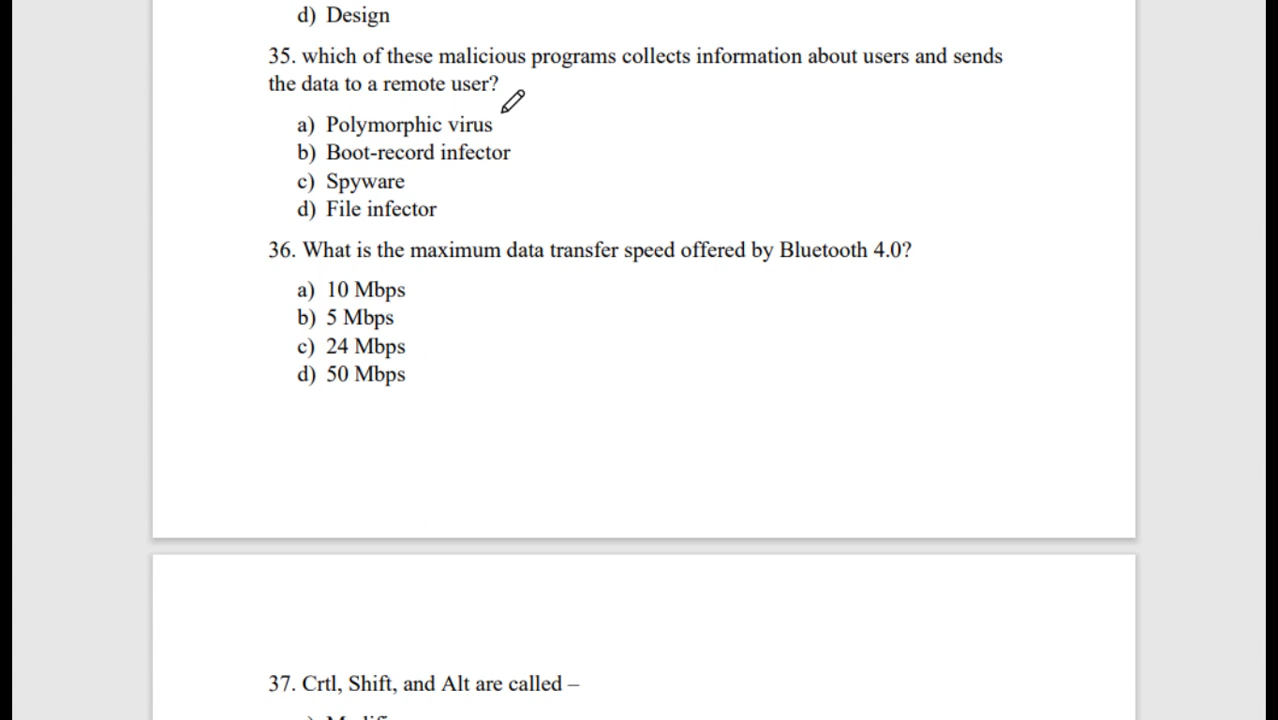 d) Design
35. which of these malicious programs collects information about users and sends
the data to a remote user?
a) Polymorphic virus
b) Boot-record infector
c) Spyware
d) File infector
36. What is the maximum data transfer speed offered by Bluetooth 4.0?
a) 10 Mbps
b) 5 Mbps
c) 24 Mbps
d) 50 Mbps
37. Crtl, Shift, and Alt are called –